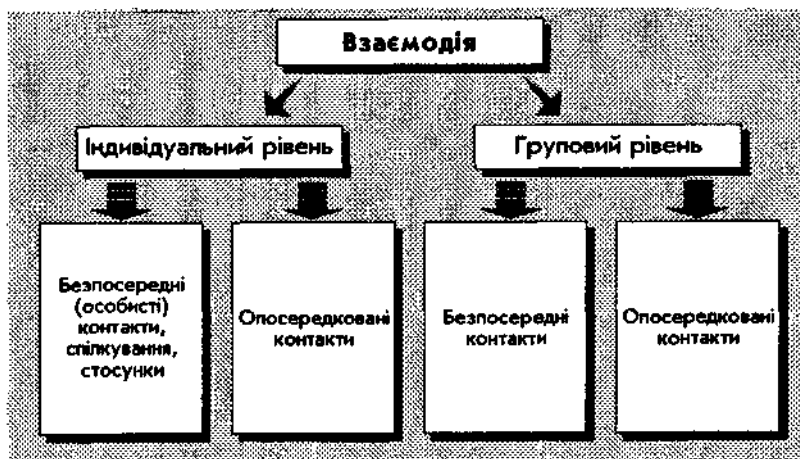 Взаємодія
Індивідуальний рівень
Груповий рівень
Безпосередні
(особисті)
контакти,
спілкування,
стосунки
Опосередковані
контакти
Безпосередні
контакти
Опосередковані
контакти